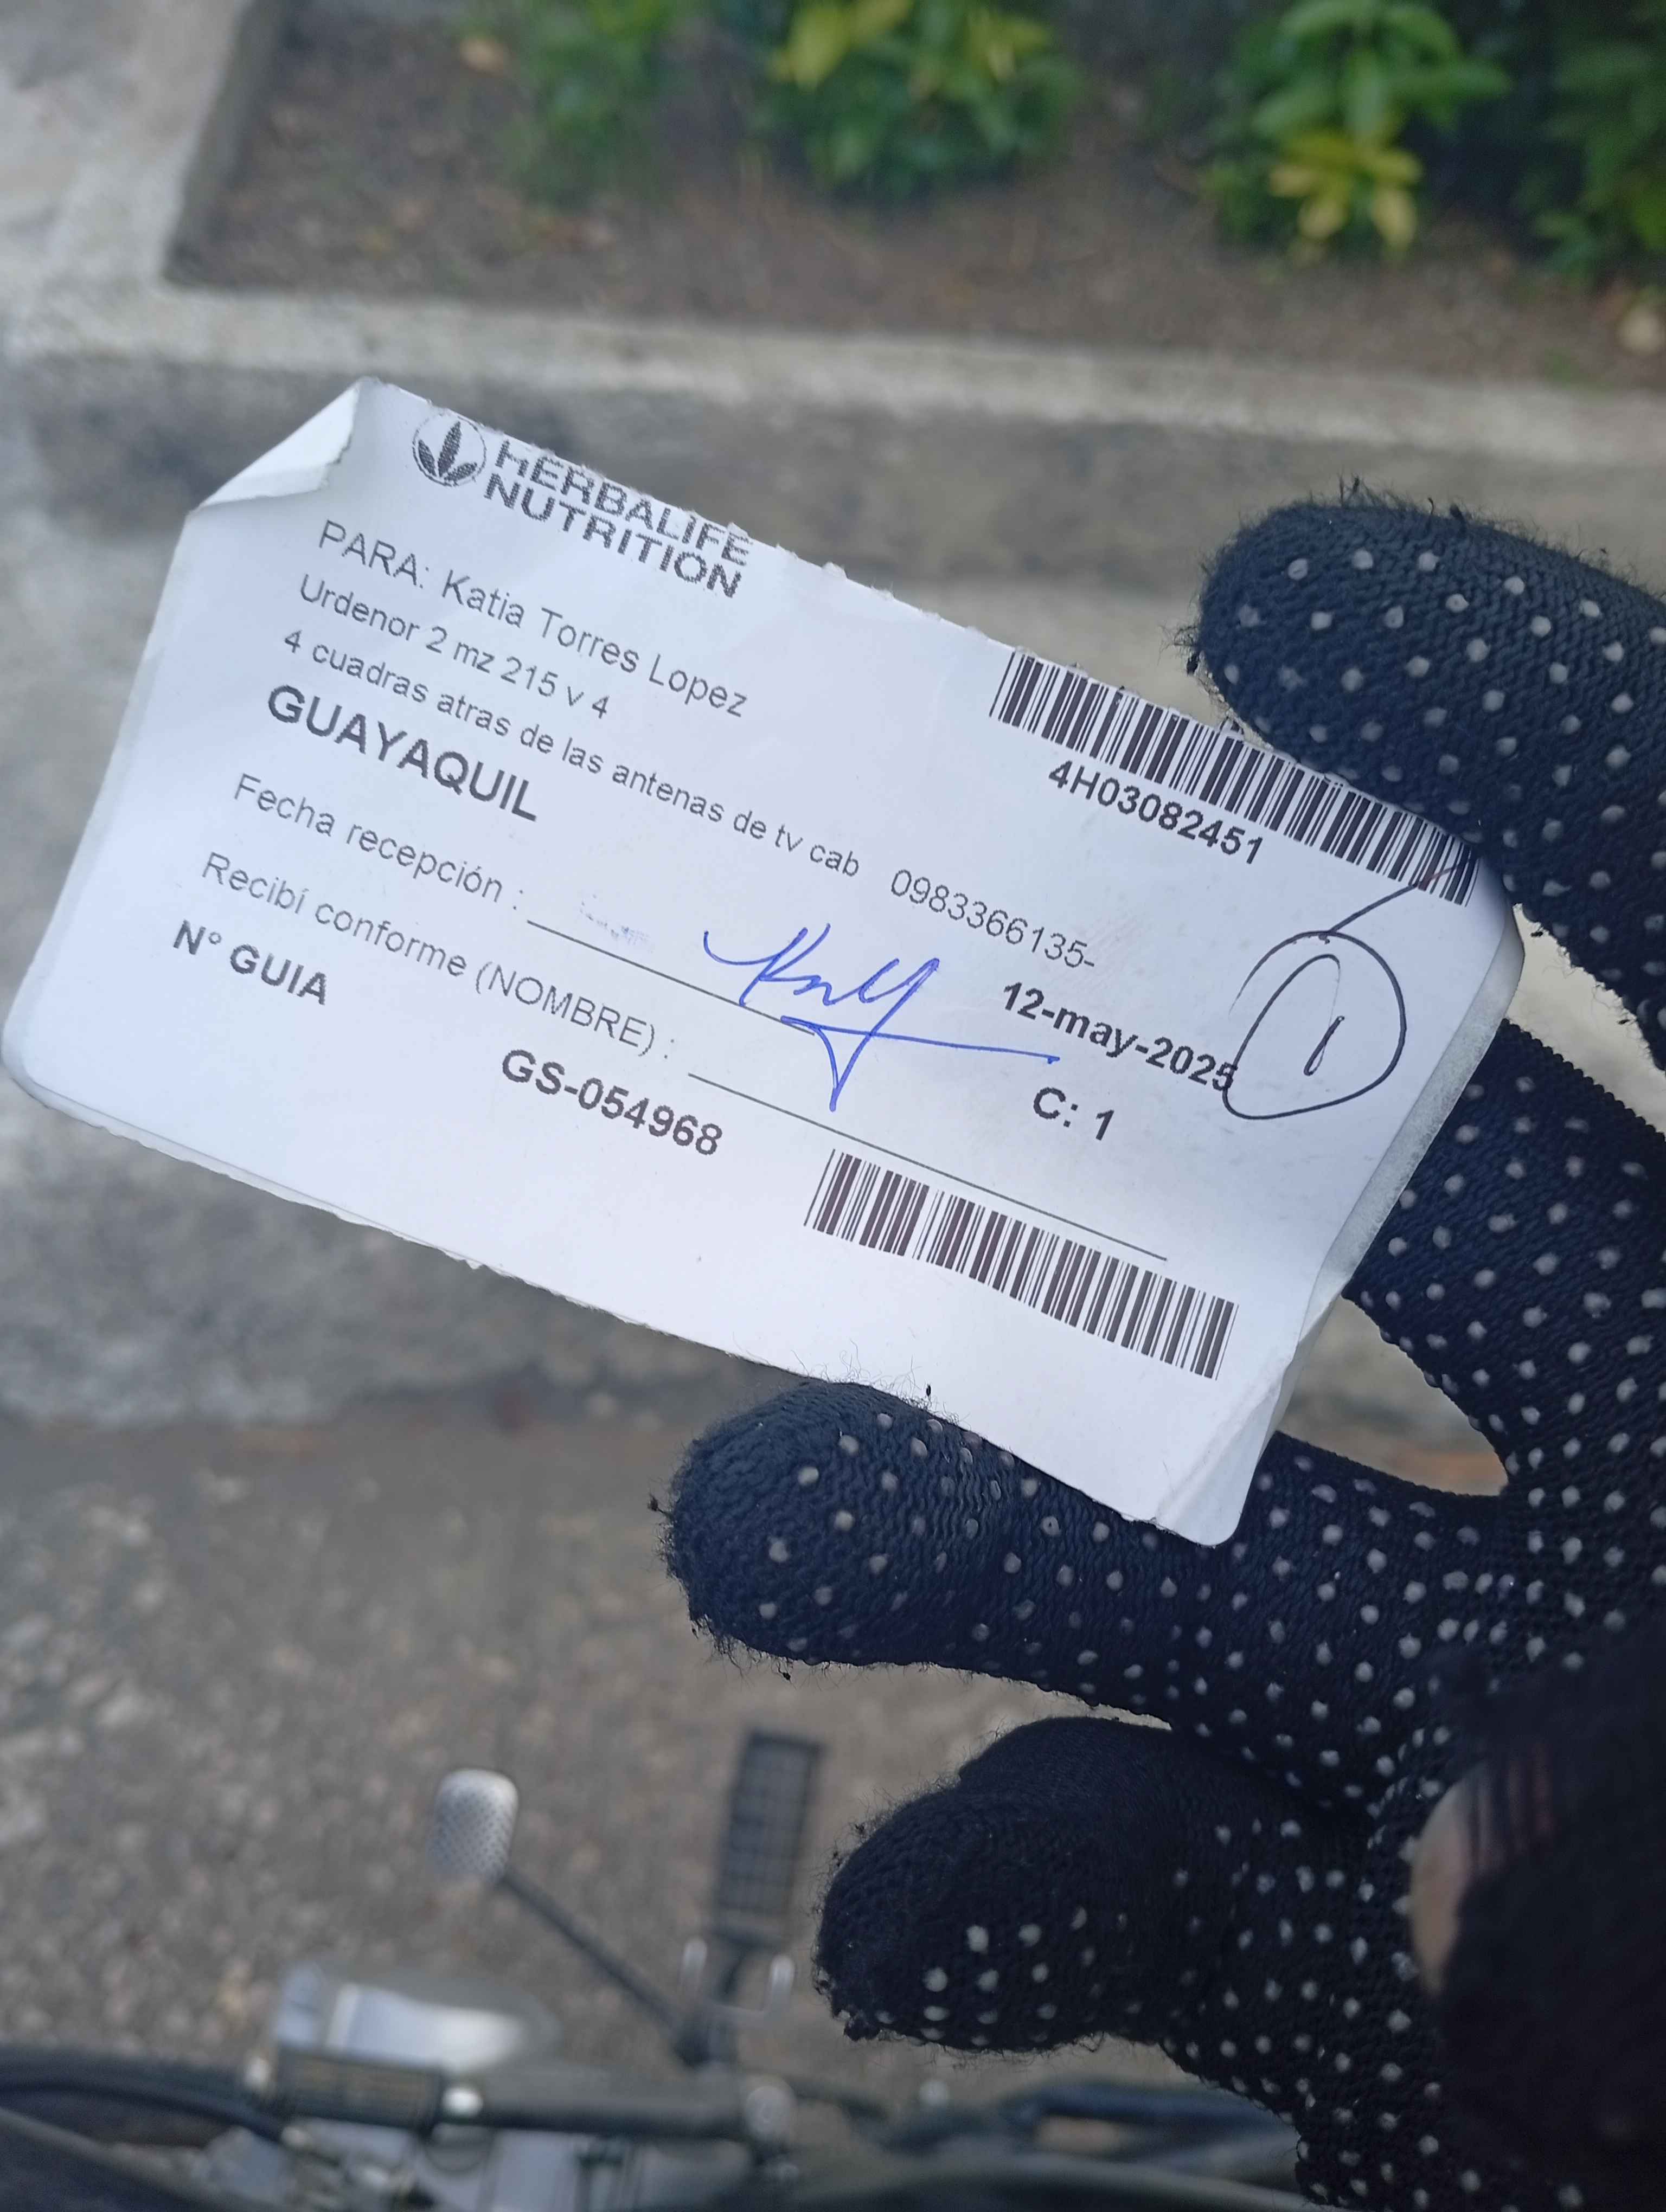 HERBALIFE
NUTRITION
PARA: Katia Torres Lopez
Urdenor 2 mz 215 v 4
4 cuadras atras de las antenas de tv cab 0983366135-
GUAYAQUIL
4H03082451
Fecha recepción :
12-may-2025
1
Recibí conforme (NOMBRE) :
C: 1
N° GUIA
GS-054968